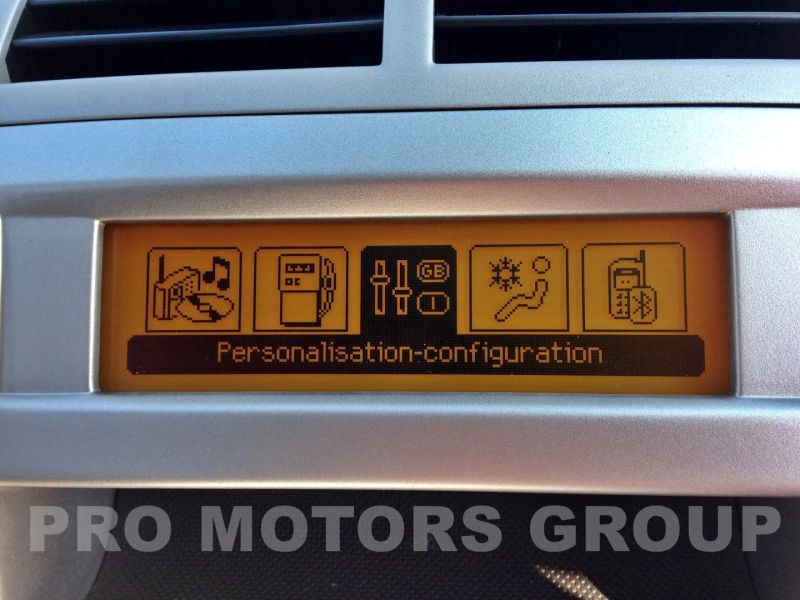 GB
Personalisation-configuration
PRO MOTORS GROUP